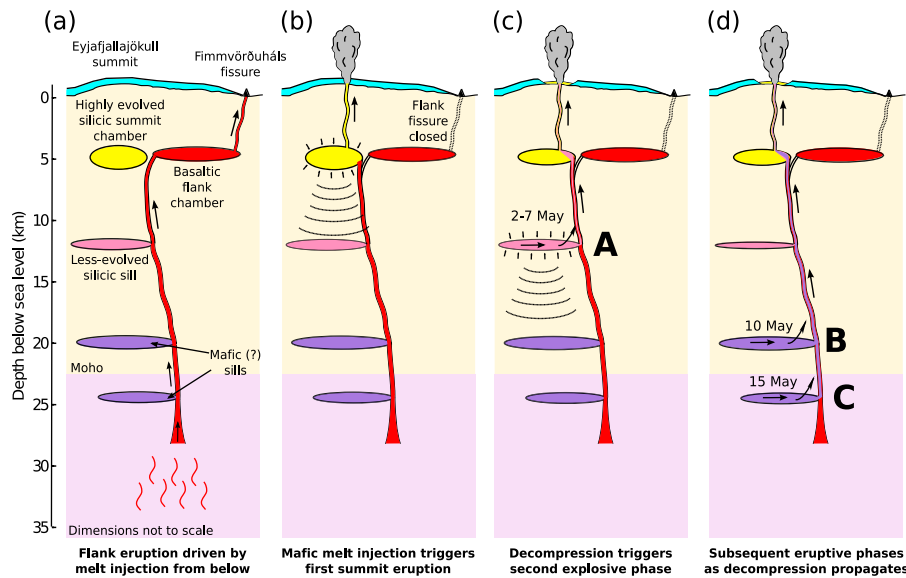 (a)
(b)
(c)
(d)
Eyjafjallajökull
summit
Fimmvörðuháls
fissure
Highly evolved
silicic summit
chamber
Basaltic
flank
chamber
Less-evolved
silicic sill
Mafic (?)
sills
Moho
Dimensions not to scale
Flank
fissure
closed
2-7 May
A
10 May
B
15 May
C
Depth below sea level (km)
0
5
10
15
20
25
30
35
Flank eruption driven by
melt injection from below
Mafic melt injection triggers
first summit eruption
Decompression triggers
second explosive phase
Subsequent eruptive phases
as decompression propagates